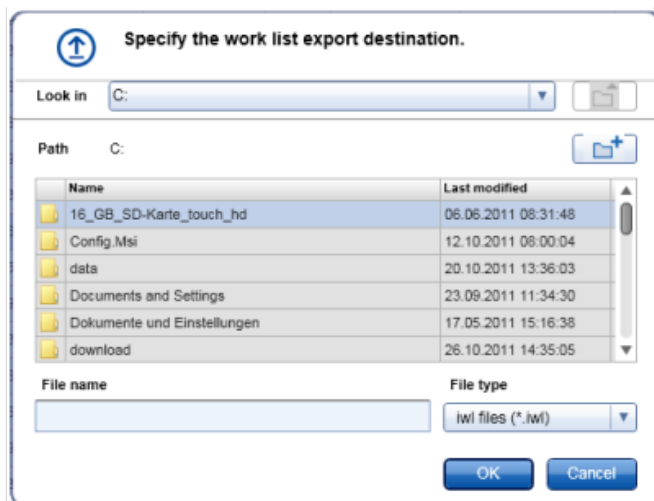 Specify the work list export destination.
Look in C:
Path C:
Name Last modified
16_GB_SD-Karte_touch_hd 06.06.2011 08:31:48
Config.Msi 12.10.2011 08:00:04
data 20.10.2011 13:36:03
Documents and Settings 23.09.2011 11:34:30
Dokumente und Einstellungen 17.05.2011 15:16:38
download 26.10.2011 14:35:05
File name File type
iwl files (*.iwl)
OK Cancel